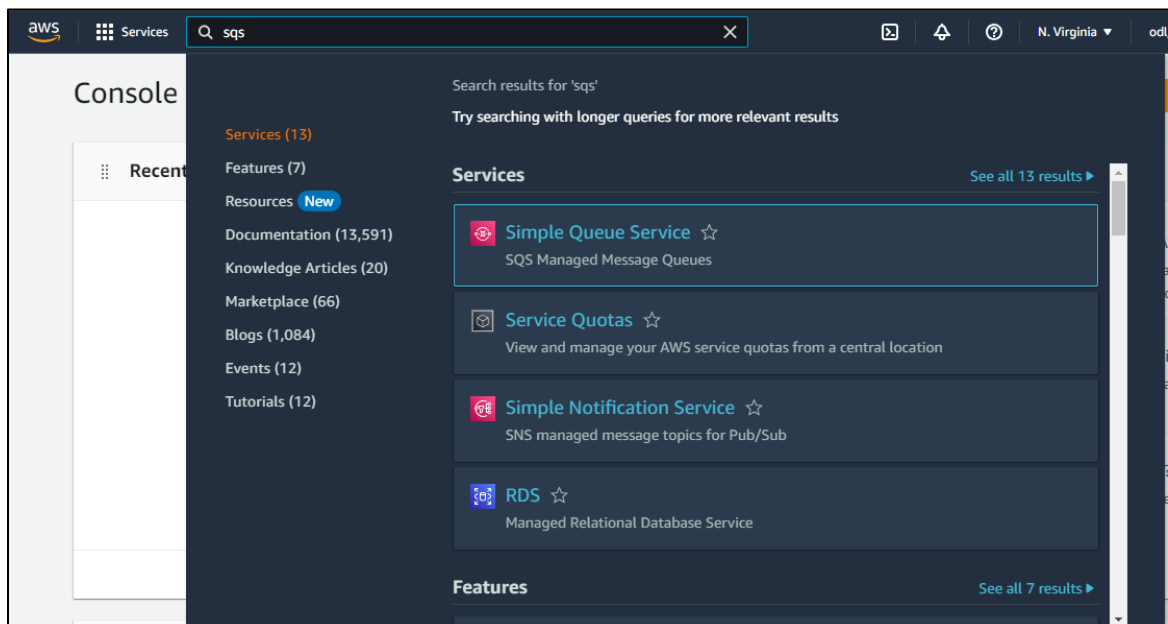 aws
Services
sqs
N. Virginia
Console
Recent
Services (13)
Features (7)
Resources New
Documentation (13,591)
Knowledge Articles (20)
Marketplace (66)
Blogs (1,084)
Events (12)
Tutorials (12)
Search results for 'sqs'
Try searching with longer queries for more relevant results
Services
See all 13 results
Simple Queue Service
SQS Managed Message Queues
Service Quotas
View and manage your AWS service quotas from a central location
Simple Notification Service
SNS managed message topics for Pub/Sub
RDS
Managed Relational Database Service
Features
See all 7 results